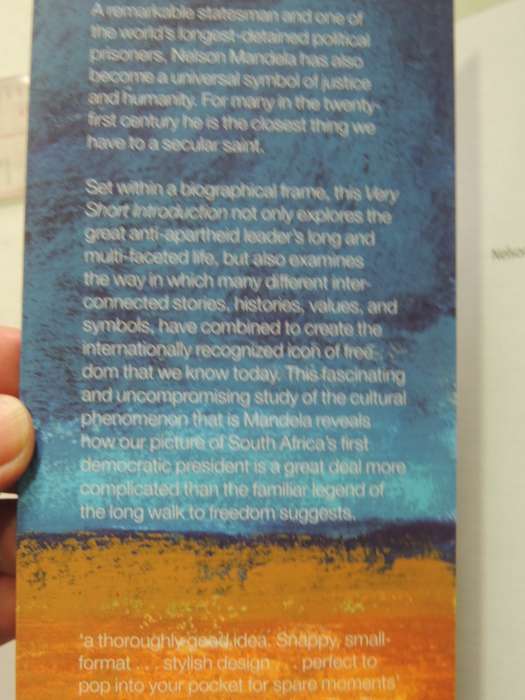 A remarkable statesman and one of
the world's longest-detained political
prisoners, Nelson Mandela has also
become a universal symbol of justice
and humanity. For many in the twenty-
first century he is the closest thing we
have to a secular saint.
Set within a biographical frame, this Very
Short Introduction not only explores the
great anti-apartheid leader's long and
multi-faceted life, but also examines
the way in which many different inter-
connected stories, histories, values, and
symbols, have combined to create the
internationally recognized icon of free-
dom that we know today. This fascinating
and uncompromising study of the cultural
phenomenon that is Mandela reveals
how our picture of South Africa's first
democratic president is a great deal more
complicated than the familiar legend of
the long walk to freedom suggests.
'a thoroughly good idea. Snappy, small-
format . . . stylish design . . . perfect to
pop into your pocket for spare moments'